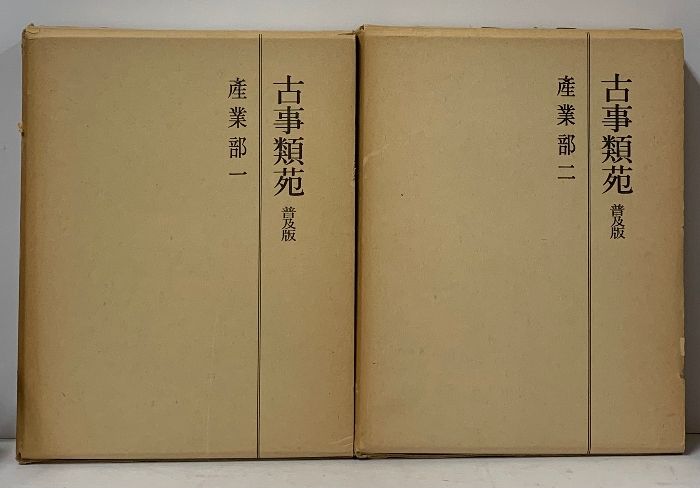 古事類苑 普及版
産業部一
古事類苑 普及版
産業部二